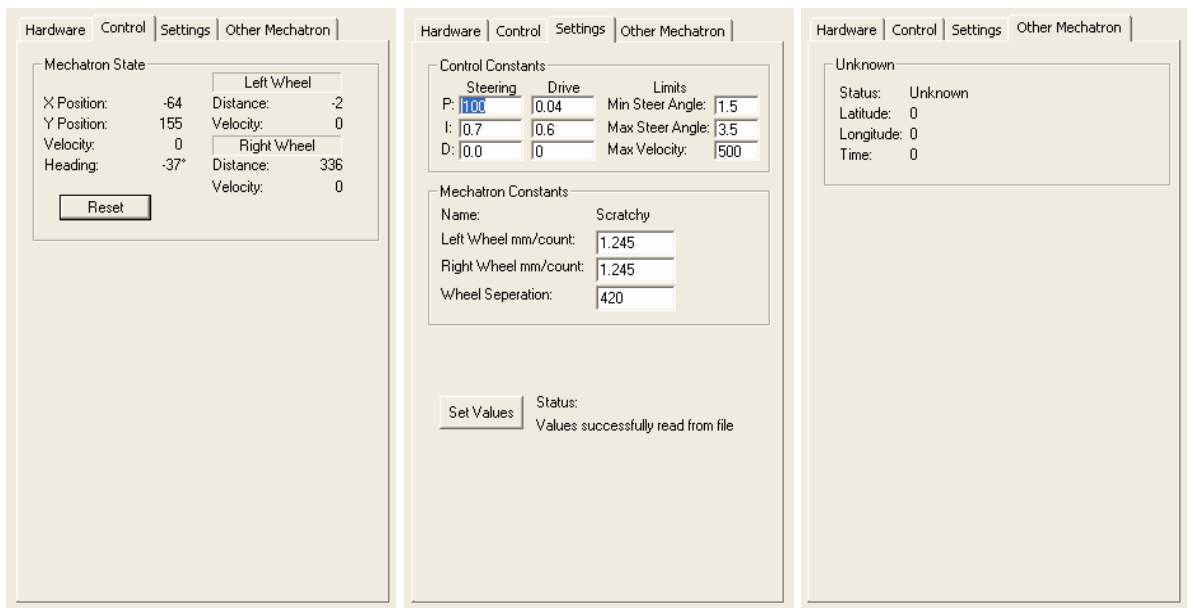 Hardware Control Settings Other Mechatron
Mechatron State
Left Wheel
X Position: -64 Distance: -2
Y Position: 155 Velocity: 0
Velocity: 0 Right Wheel
Heading: -37° Distance: 336
Velocity: 0
Reset
Hardware Control Settings Other Mechatron
Control Constants
Steering Drive Limits
P: 100 0.04 Min Steer Angle: 1.5
I: 0.7 0.6 Max Steer Angle: 3.5
D: 0.0 0 Max Velocity: 500
Mechatron Constants
Name: Scratchy
Left Wheel mm/count: 1.245
Right Wheel mm/count: 1.245
Wheel Seperation: 420
Set Values Status:
Values successfully read from file
Hardware Control Settings Other Mechatron
Unknown
Status: Unknown
Latitude: 0
Longitude: 0
Time: 0